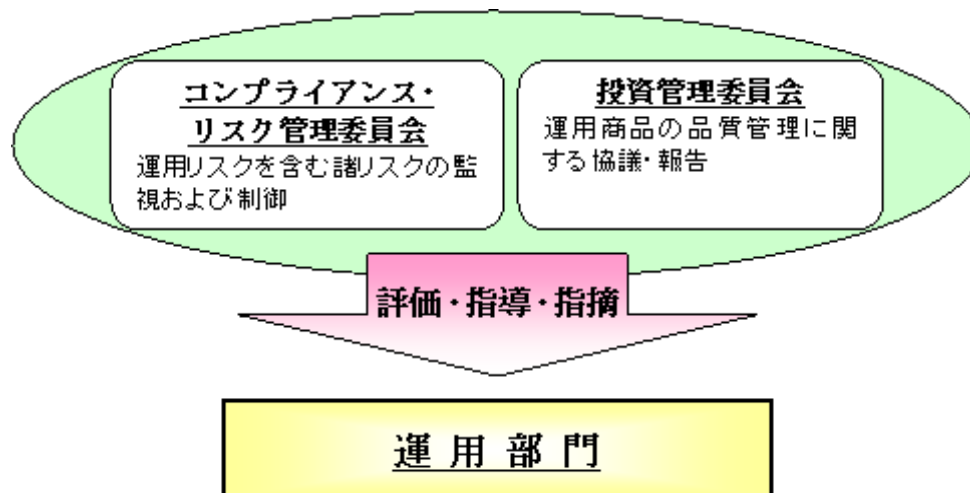 コンプライアンス・
リスク管理委員会
運用リスクを含む諸リスクの監
視および制御
投資管理委員会
運用商品の品質管理に関
する協議・報告
評価・指導・指摘
運用部門